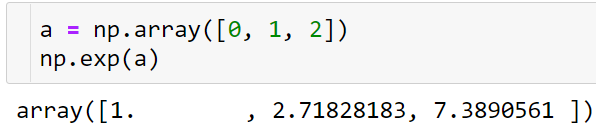 a = np.array([0, 1, 2])
np.exp(a)
array([1.        , 2.71828183, 7.3890561 ])